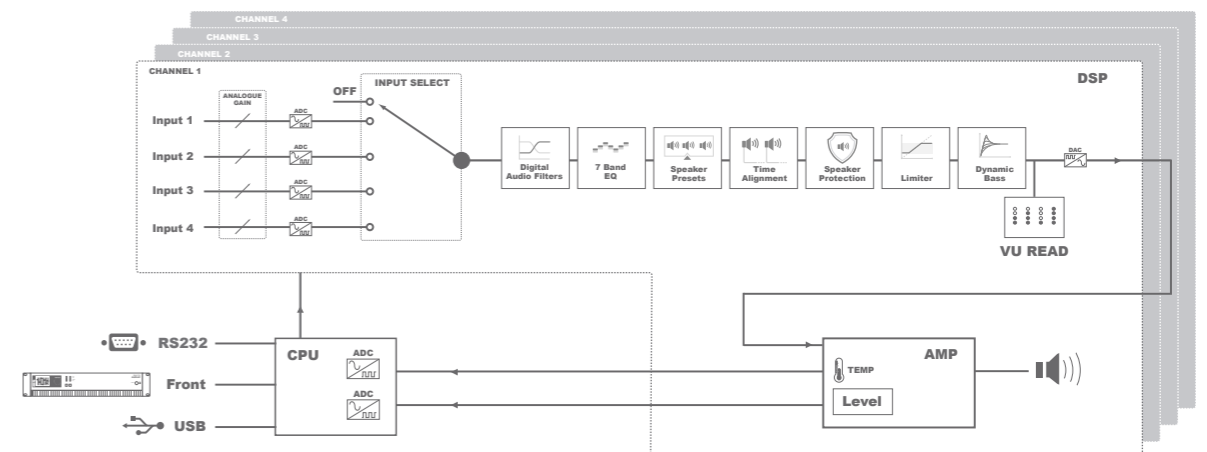 CHANNEL 4
CHANNEL 3
CHANNEL 2
CHANNEL 1
DSP
INPUT SELECT
ANALOGUE
GAIN
OFF
ADC
Input 1
ADC
Input 2
ADC
Input 3
ADC
Input 4
Digital
Audio Filters
7 Band
EQ
Speaker
Presets
Time
Alignment
Speaker
Protection
Limiter
Dynamic
Bass
DAC
VU READ
RS232
Front
USB
CPU
ADC
ADC
AMP
TEMP
Level